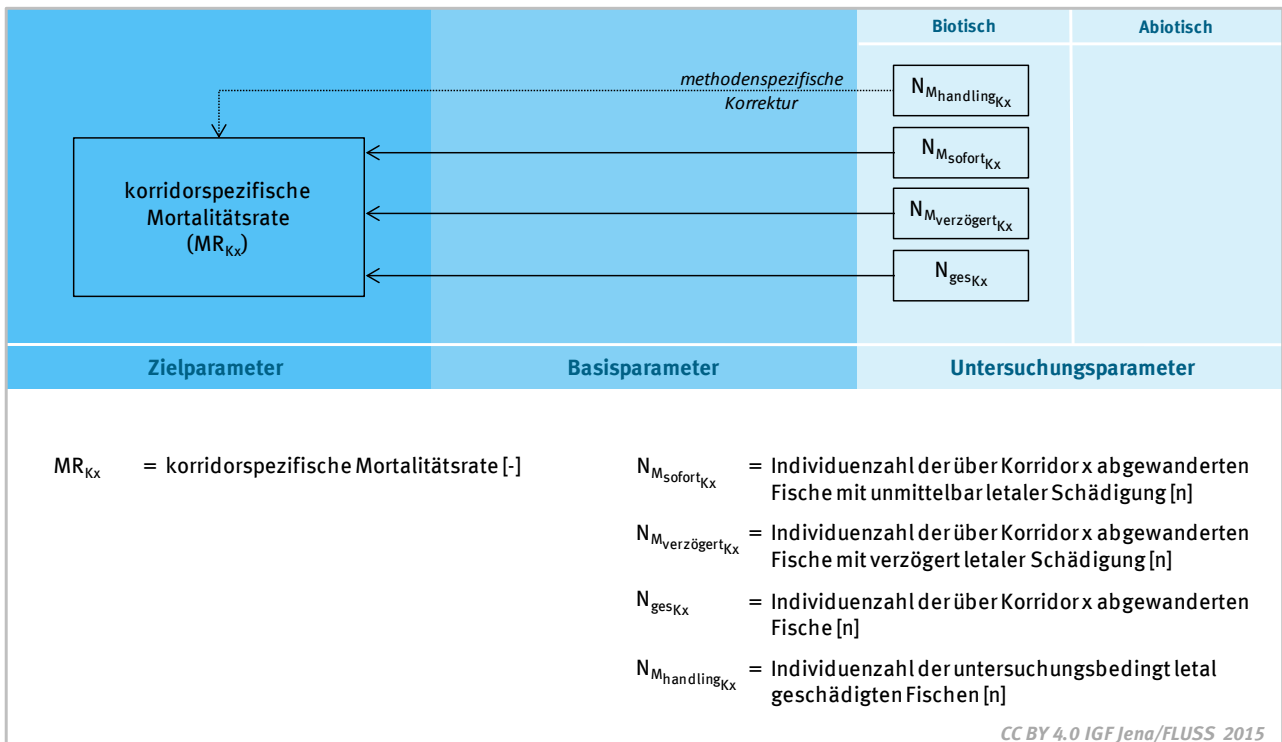 Biotisch Abiotisch
methodenspezifische
Korrektur
N_M_handling_Kx
N_M_sofort_Kx
korridorspezifische
Mortalitätsrate
(MR_Kx)
N_M_verzögert_Kx
N_ges_Kx
Zielparameter Basisparameter Untersuchungsparameter
MR_Kx = korridorspezifische Mortalitätsrate [-]
N_M_sofort_Kx = Individuenzahl der über Korridor x abgewanderten
Fische mit unmittelbar letaler Schädigung [n]
N_M_verzögert_Kx = Individuenzahl der über Korridor x abgewanderten
Fische mit verzögert letaler Schädigung [n]
N_ges_Kx = Individuenzahl der über Korridor x abgewanderten
Fische [n]
N_M_handling_Kx = Individuenzahl der untersuchungsbedingt letal
geschädigten Fischen [n]
CC BY 4.0 IGF Jena/FLUSS 2015